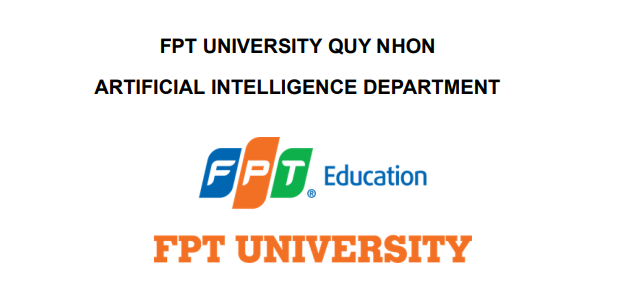 FPT UNIVERSITY QUY NHON
ARTIFICIAL INTELLIGENCE DEPARTMENT
FPT® Education
FPT UNIVERSITY